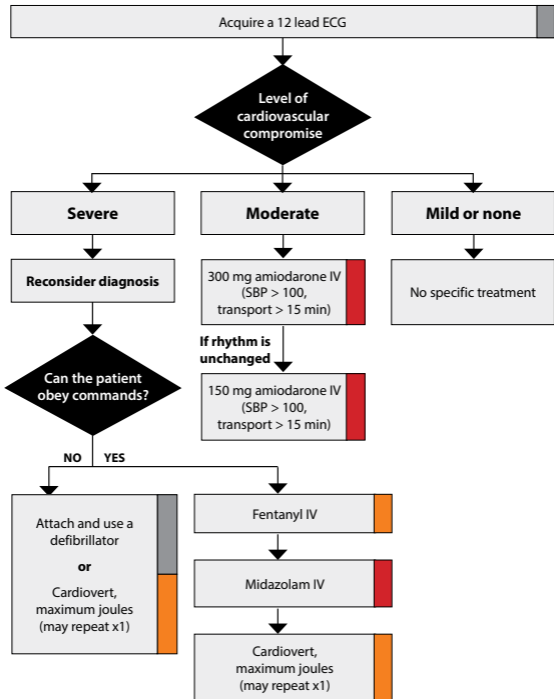 Acquire a 12 lead ECG
Level of
cardiovascular
compromise
Severe
Moderate
Mild or none
Reconsider diagnosis
300 mg amiodarone IV
(SBP > 100,
transport > 15 min)
No specific treatment
If rhythm is
unchanged
Can the patient
obey commands?
150 mg amiodarone IV
(SBP > 100,
transport > 15 min)
NO
YES
Attach and use a
defibrillator
or
Cardiovert,
maximum joules
(may repeat x1)
Fentanyl IV
Midazolam IV
Cardiovert,
maximum joules
(may repeat x1)